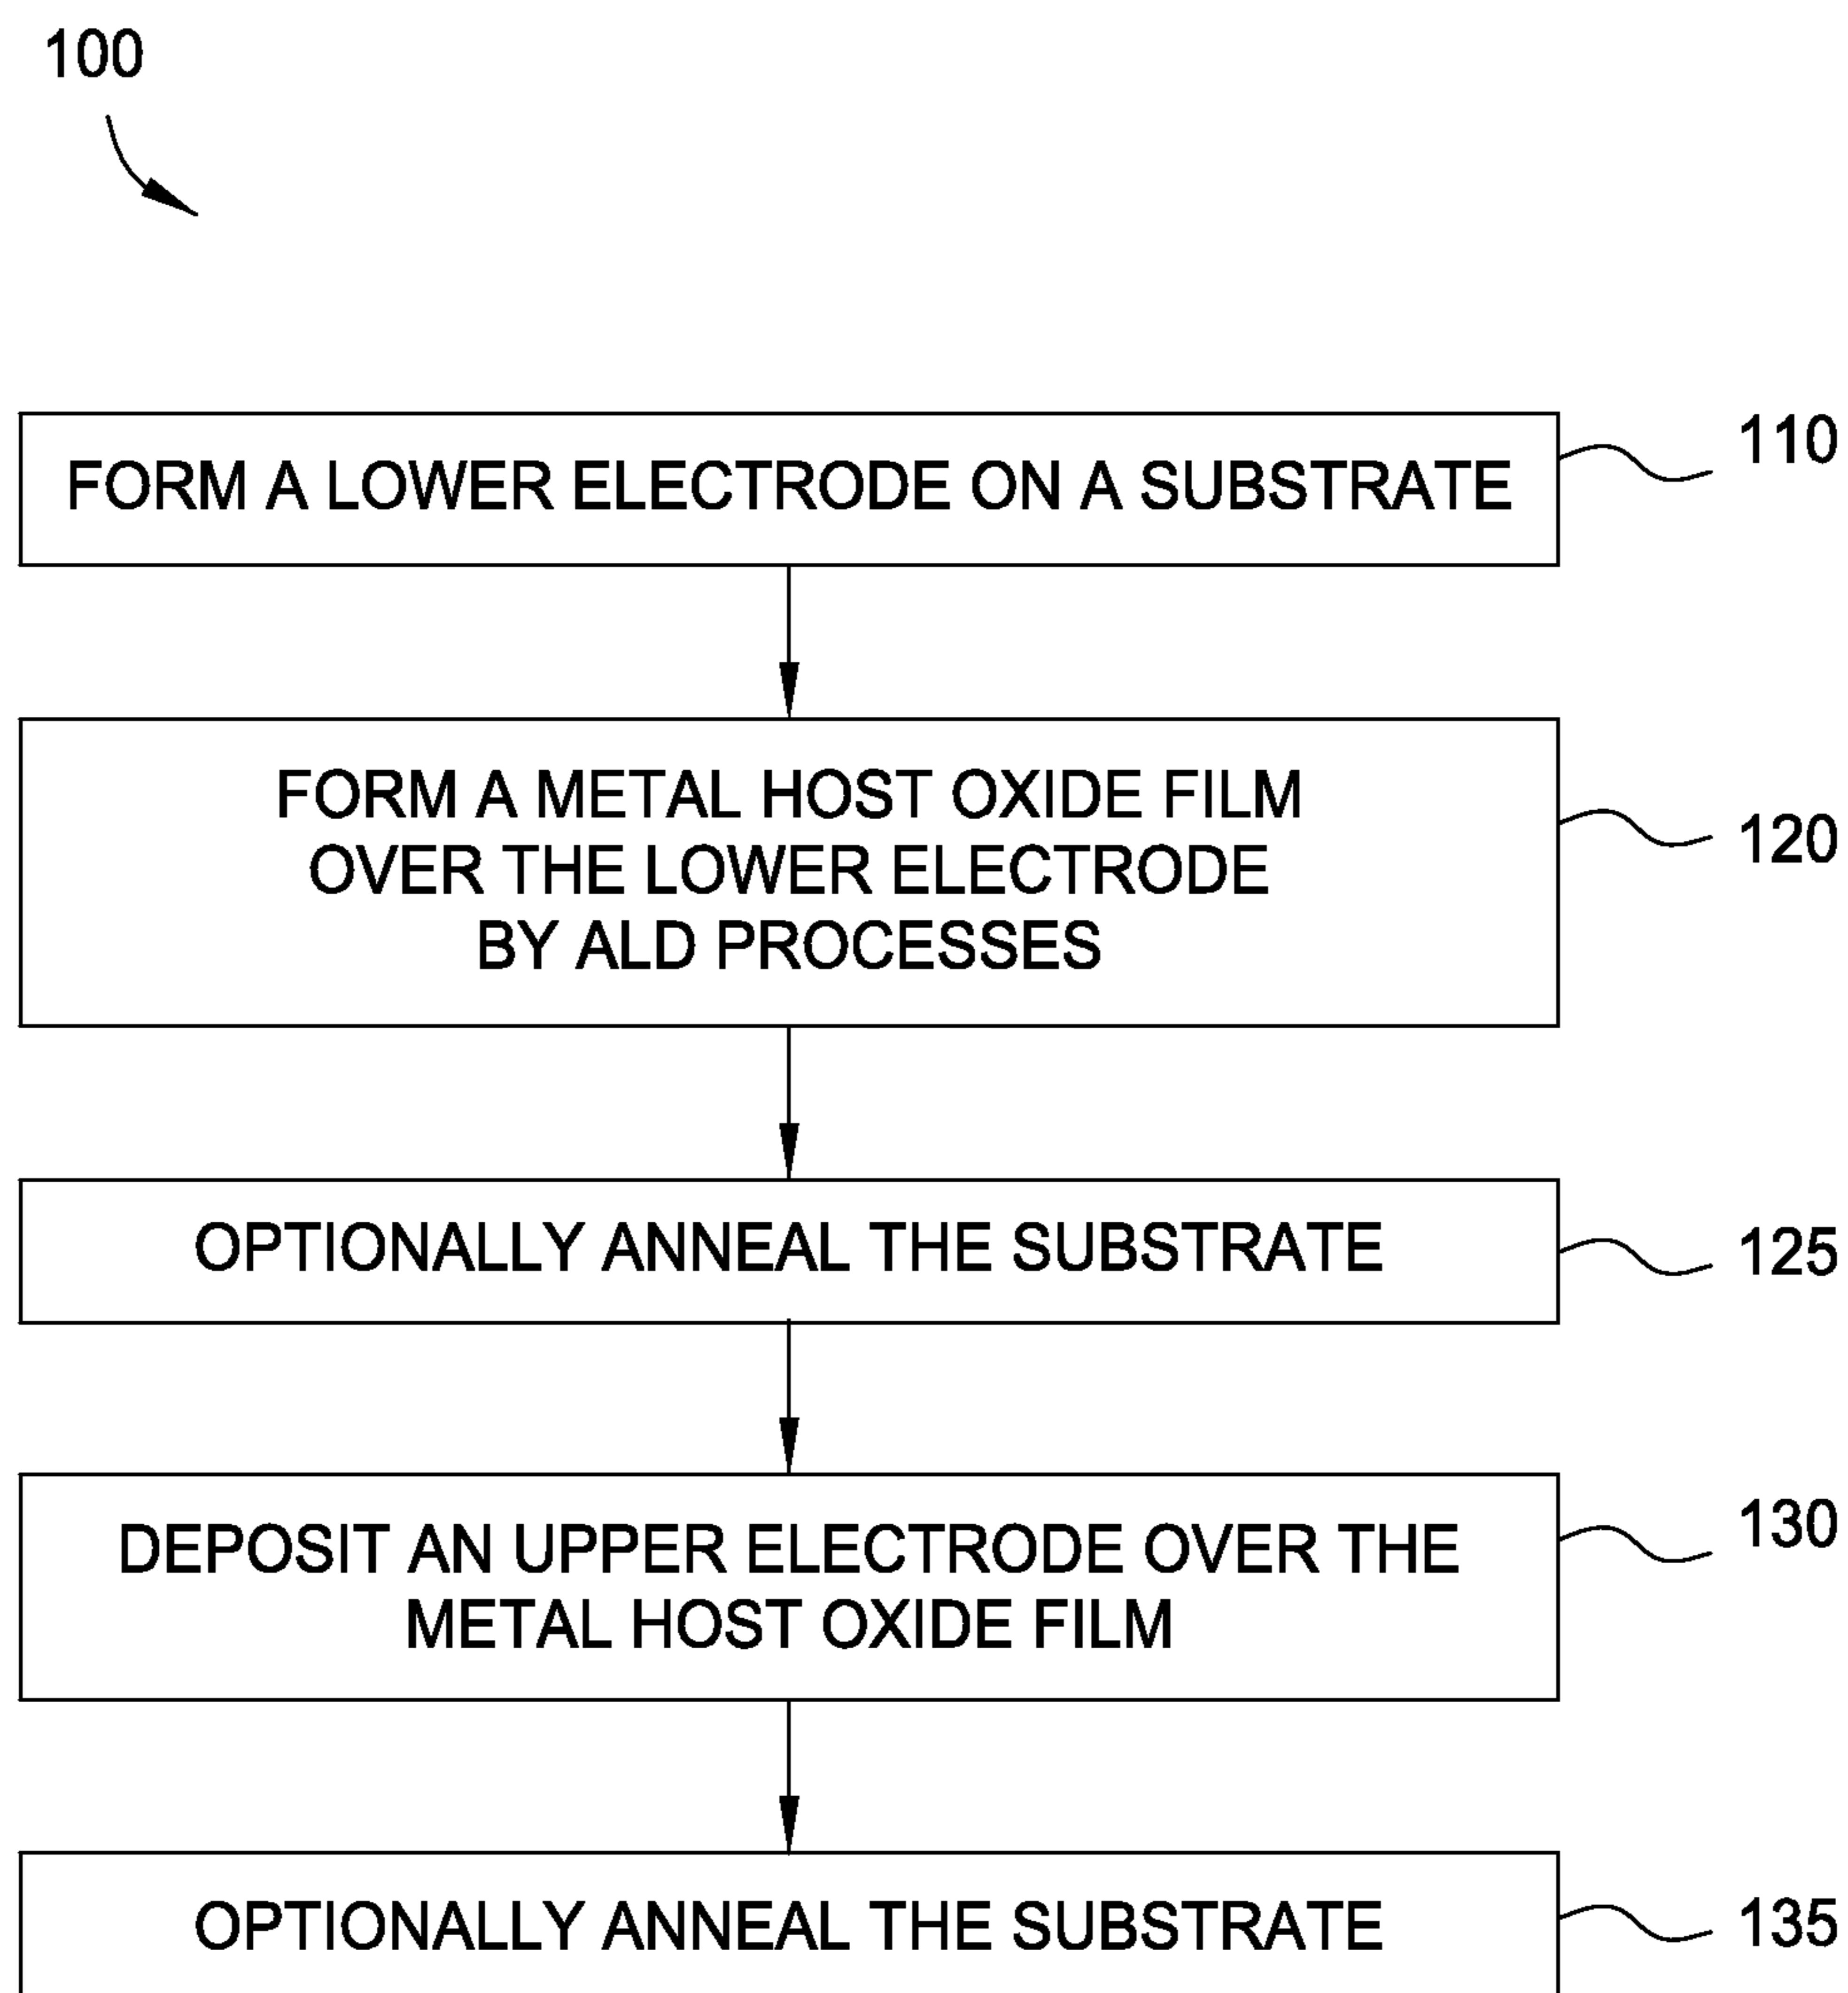 100
FORM A LOWER ELECTRODE ON A SUBSTRATE
110
FORM A METAL HOST OXIDE FILM
OVER THE LOWER ELECTRODE
BY ALD PROCESSES
120
OPTIONALLY ANNEAL THE SUBSTRATE
125
DEPOSIT AN UPPER ELECTRODE OVER THE
METAL HOST OXIDE FILM
130
OPTIONALLY ANNEAL THE SUBSTRATE
135